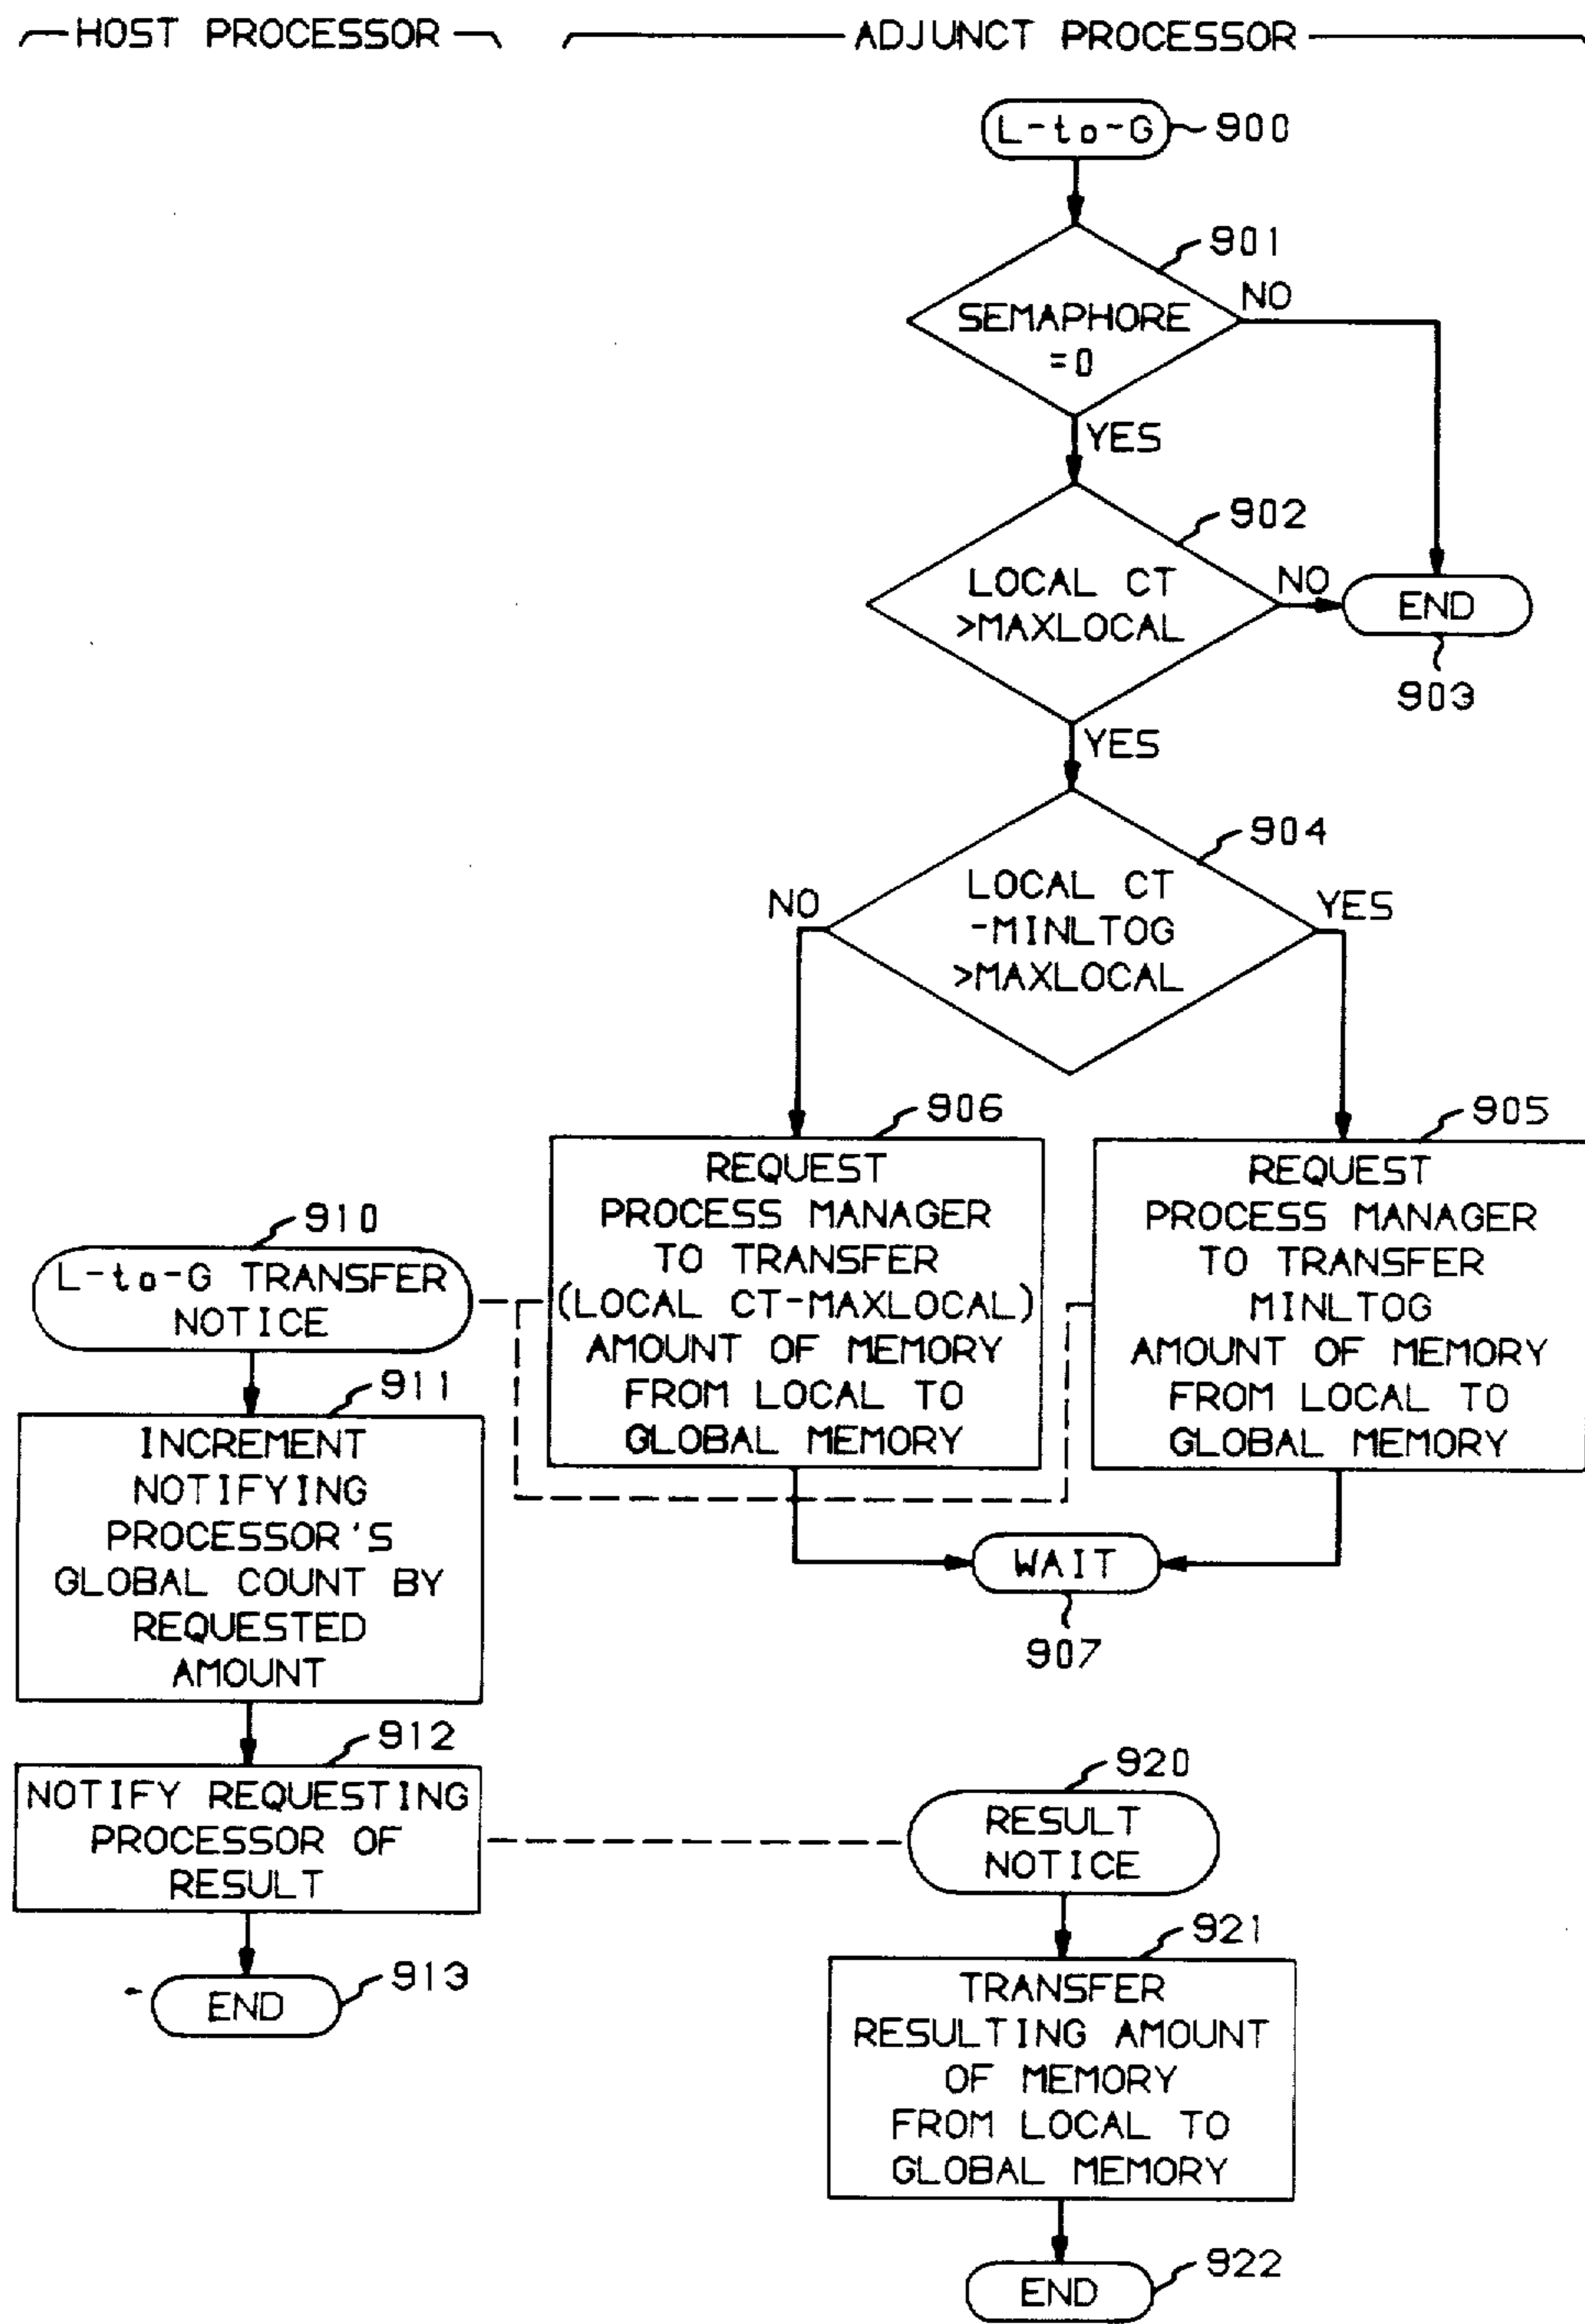 HOST PROCESSOR
ADJUNCT PROCESSOR
L-to-G
900
901
SEMAPHORE
=0
NO
YES
902
LOCAL CT
>MAXLOCAL
NO
END
903
YES
904
LOCAL CT
-MINLTOG
>MAXLOCAL
NO
YES
906
REQUEST
PROCESS MANAGER
TO TRANSFER
(LOCAL CT-MAXLOCAL)
AMOUNT OF MEMORY
FROM LOCAL TO
GLOBAL MEMORY
905
REQUEST
PROCESS MANAGER
TO TRANSFER
MINLTOG
AMOUNT OF MEMORY
FROM LOCAL TO
GLOBAL MEMORY
WAIT
907
910
L-to-G TRANSFER
NOTICE
911
INCREMENT
NOTIFYING
PROCESSOR'S
GLOBAL COUNT BY
REQUESTED
AMOUNT
912
NOTIFY REQUESTING
PROCESSOR OF
RESULT
END
913
920
RESULT
NOTICE
921
TRANSFER
RESULTING AMOUNT
OF MEMORY
FROM LOCAL TO
GLOBAL MEMORY
END
922